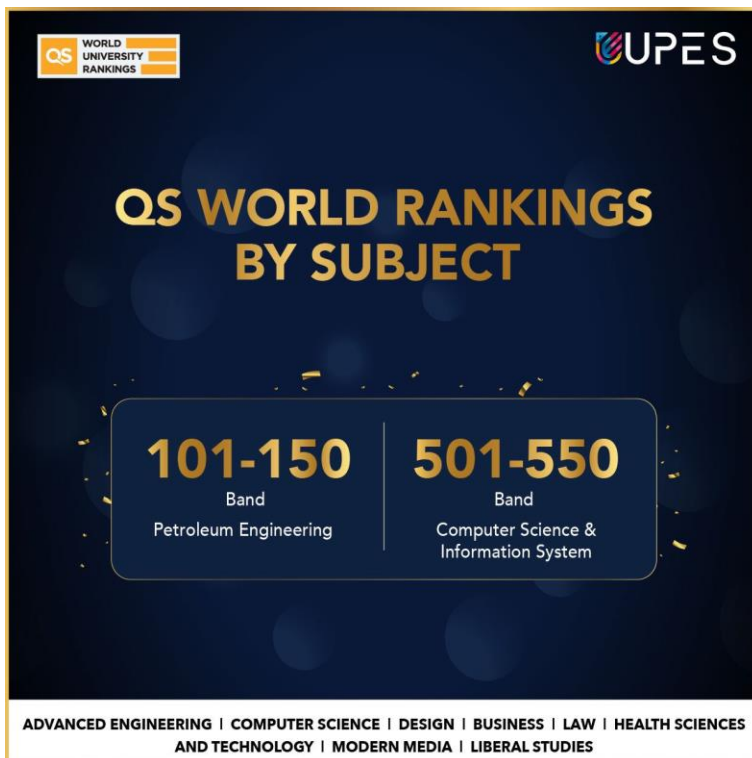 QS
WORLD
UNIVERSITY
RANKINGS
UPES
QS WORLD RANKINGS
BY SUBJECT
101-150
Band
Petroleum Engineering
501-550
Band
Computer Science &
Information System
ADVANCED ENGINEERING | COMPUTER SCIENCE | DESIGN | BUSINESS | LAW | HEALTH SCIENCES
AND TECHNOLOGY | MODERN MEDIA | LIBERAL STUDIES